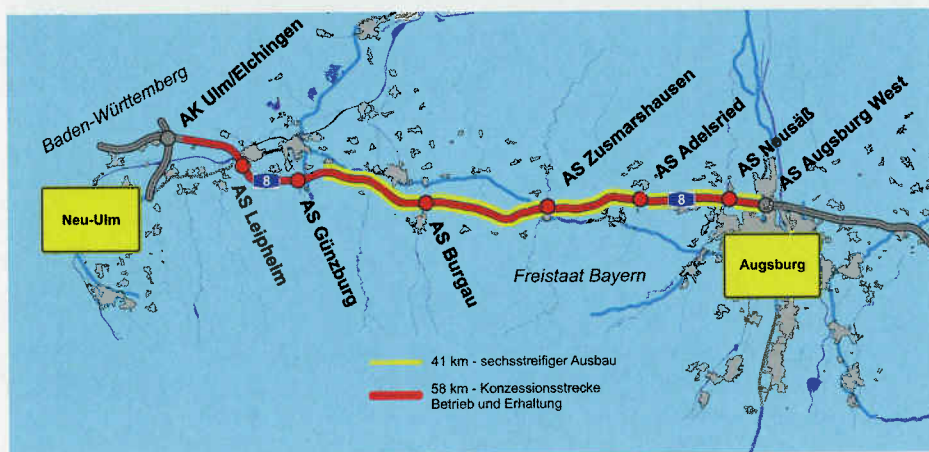 Baden-Württemberg
AK Ulm/Elchingen
Neu-Ulm
AS Leipheim
8
AS Günzburg
AS Burgau
AS Zusmarshausen
AS Adelsried
8
AS Neusäß
AS Augsburg West
Freistaat Bayern
Augsburg
41 km - sechsstreifiger Ausbau
58 km - Konzessionsstrecke
Betrieb und Erhaltung